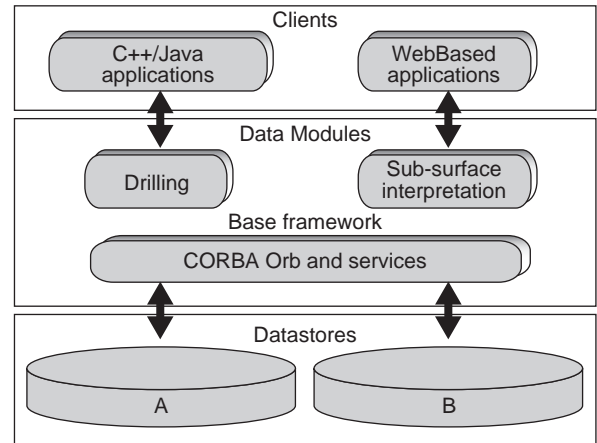 Clients
C++/Java
applications
WebBased
applications
Data Modules
Drilling
Sub-surface
interpretation
Base framework
CORBA Orb and services
Datastores
A
B